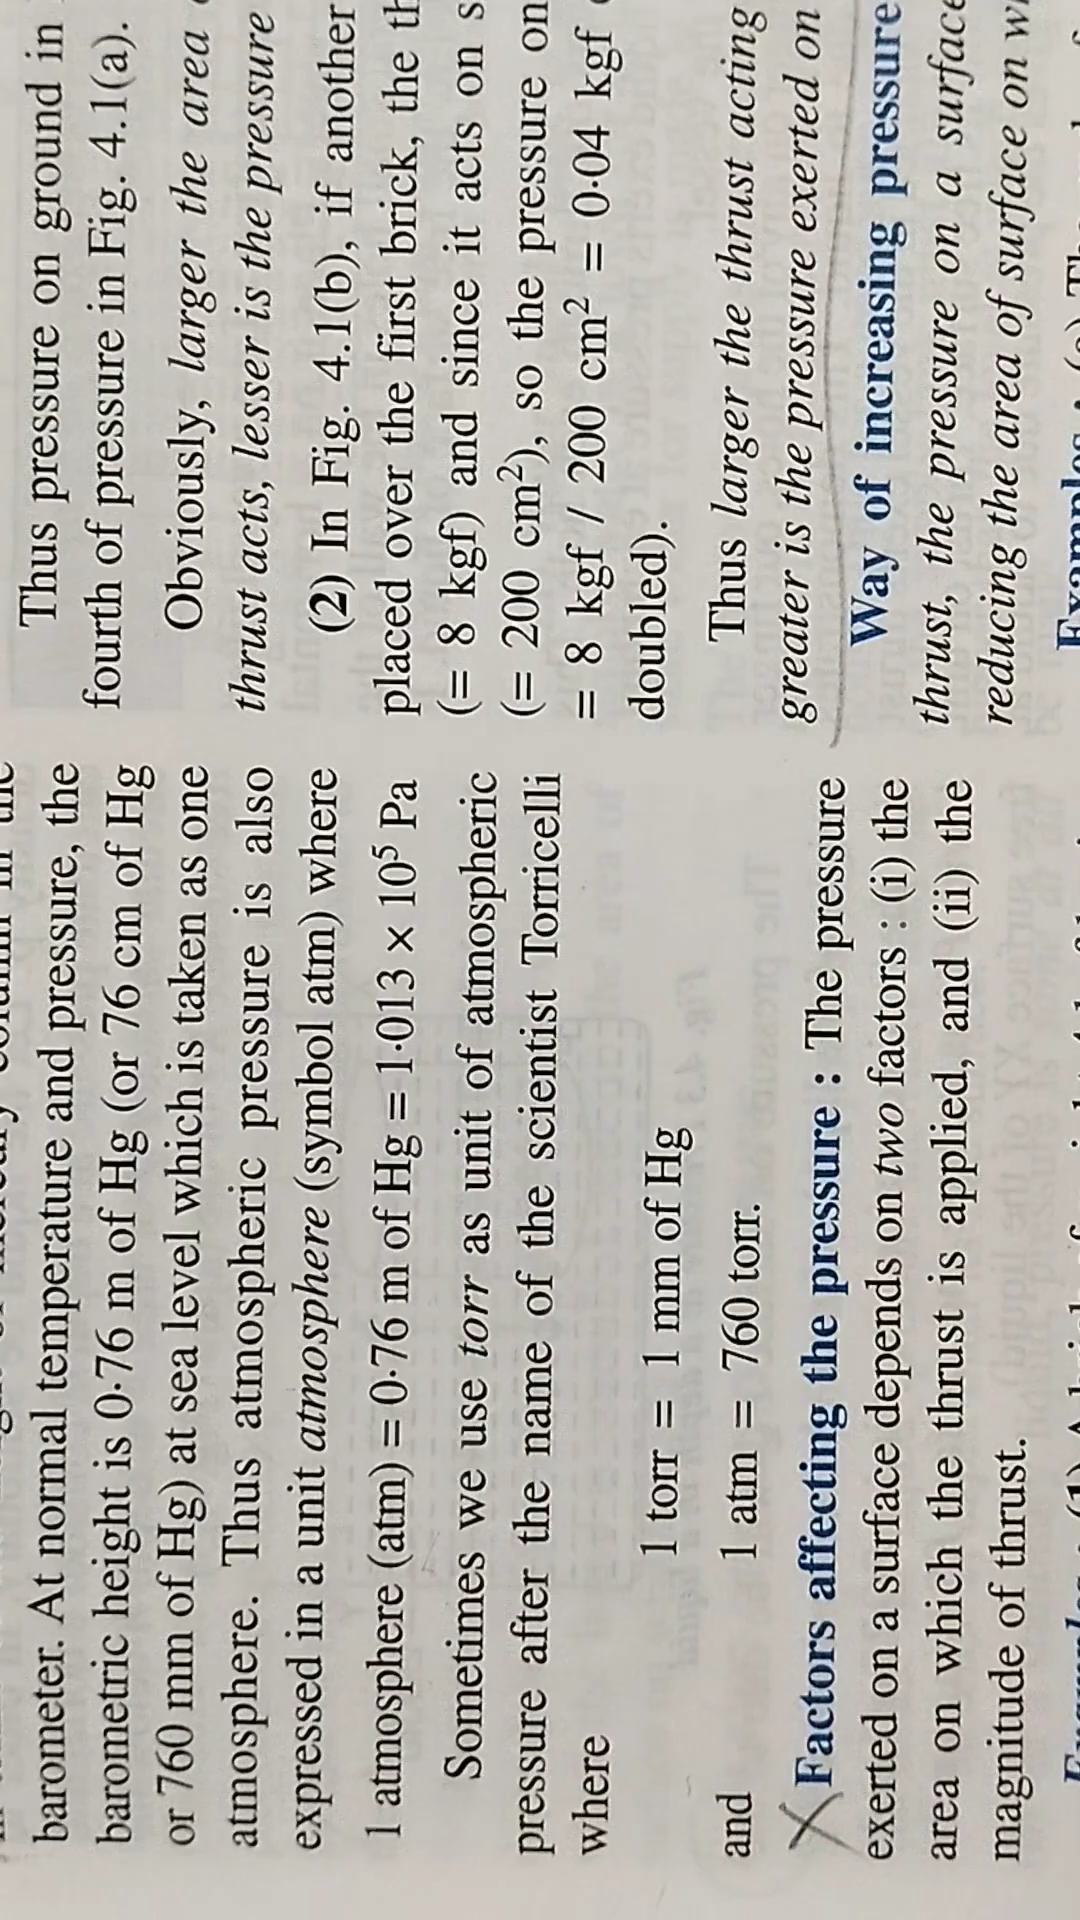 barometer. At normal temperature and pressure, the
barometric height is 0·76 m of Hg (or 76 cm of Hg
or 760 mm of Hg) at sea level which is taken as one
atmosphere. Thus atmospheric pressure is also
expressed in a unit atmosphere (symbol atm) where
1 atmosphere (atm) = 0·76 m of Hg = 1·013 × 10⁵ Pa
Sometimes we use torr as unit of atmospheric
pressure after the name of the scientist Torricelli
where
1 torr = 1 mm of Hg
and 1 atm = 760 torr.
Factors affecting the pressure : The pressure
exerted on a surface depends on two factors : (i) the
area on which the thrust is applied, and (ii) the
magnitude of thrust.
Thus pressure on ground in
fourth of pressure in Fig. 4.1(a).
Obviously, larger the area
thrust acts, lesser is the pressure
(2) In Fig. 4.1(b), if another
placed over the first brick, the
(= 8 kgf) and since it acts on
(= 200 cm²), so the pressure on
= 8 kgf / 200 cm² = 0·04 kgf
doubled).
Thus larger the thrust acting
greater is the pressure exerted on
Way of increasing pressure
thrust, the pressure on a surface
reducing the area of surface on